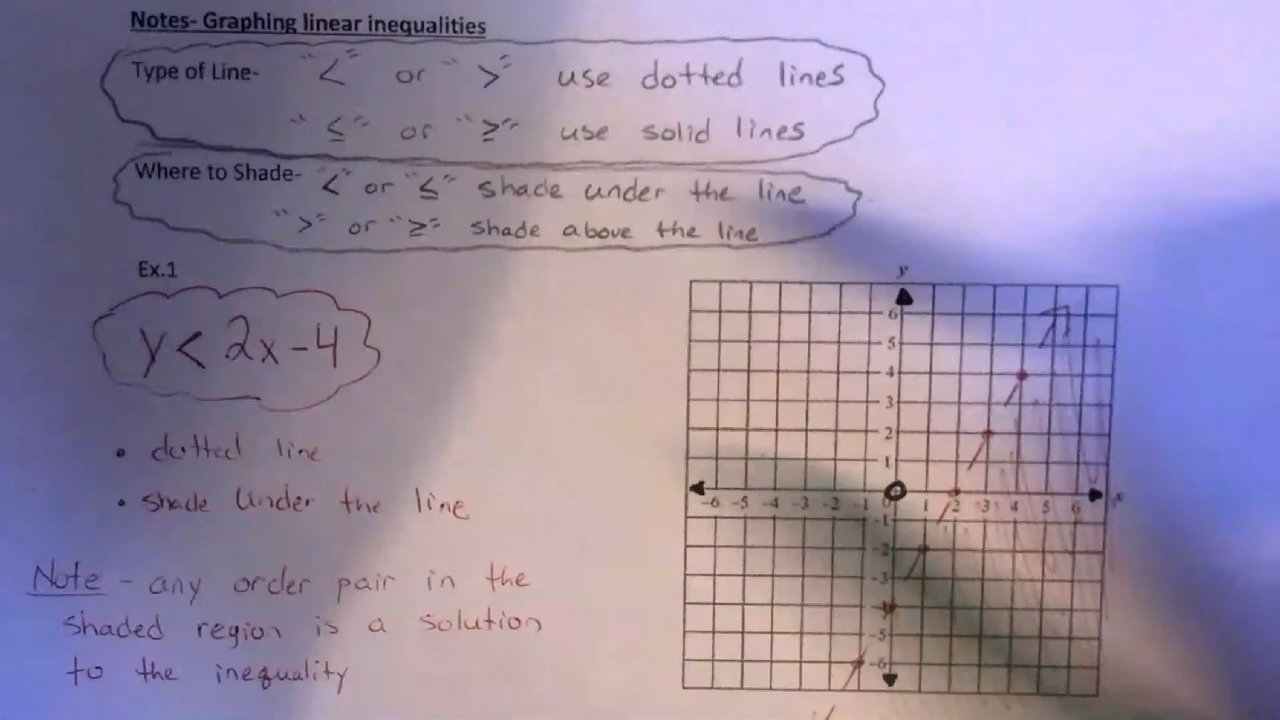 Notes- Graphing linear inequalities
Type of Line- "<" or ">" use dotted lines
"≤" or "≥" use solid lines
Where to Shade- "<" or "≤" shade under the line
">" or "≥" shade above the line
Ex.1
y < 2x - 4
• dotted line
• shade under the line
Note - any order pair in the
shaded region is a solution
to the inequality
y
6
5
4
3
2
1
-6 -5 -4 -3 -2 -1 0 1 2 3 4 5 6 x
-1
-2
-3
-5
-6